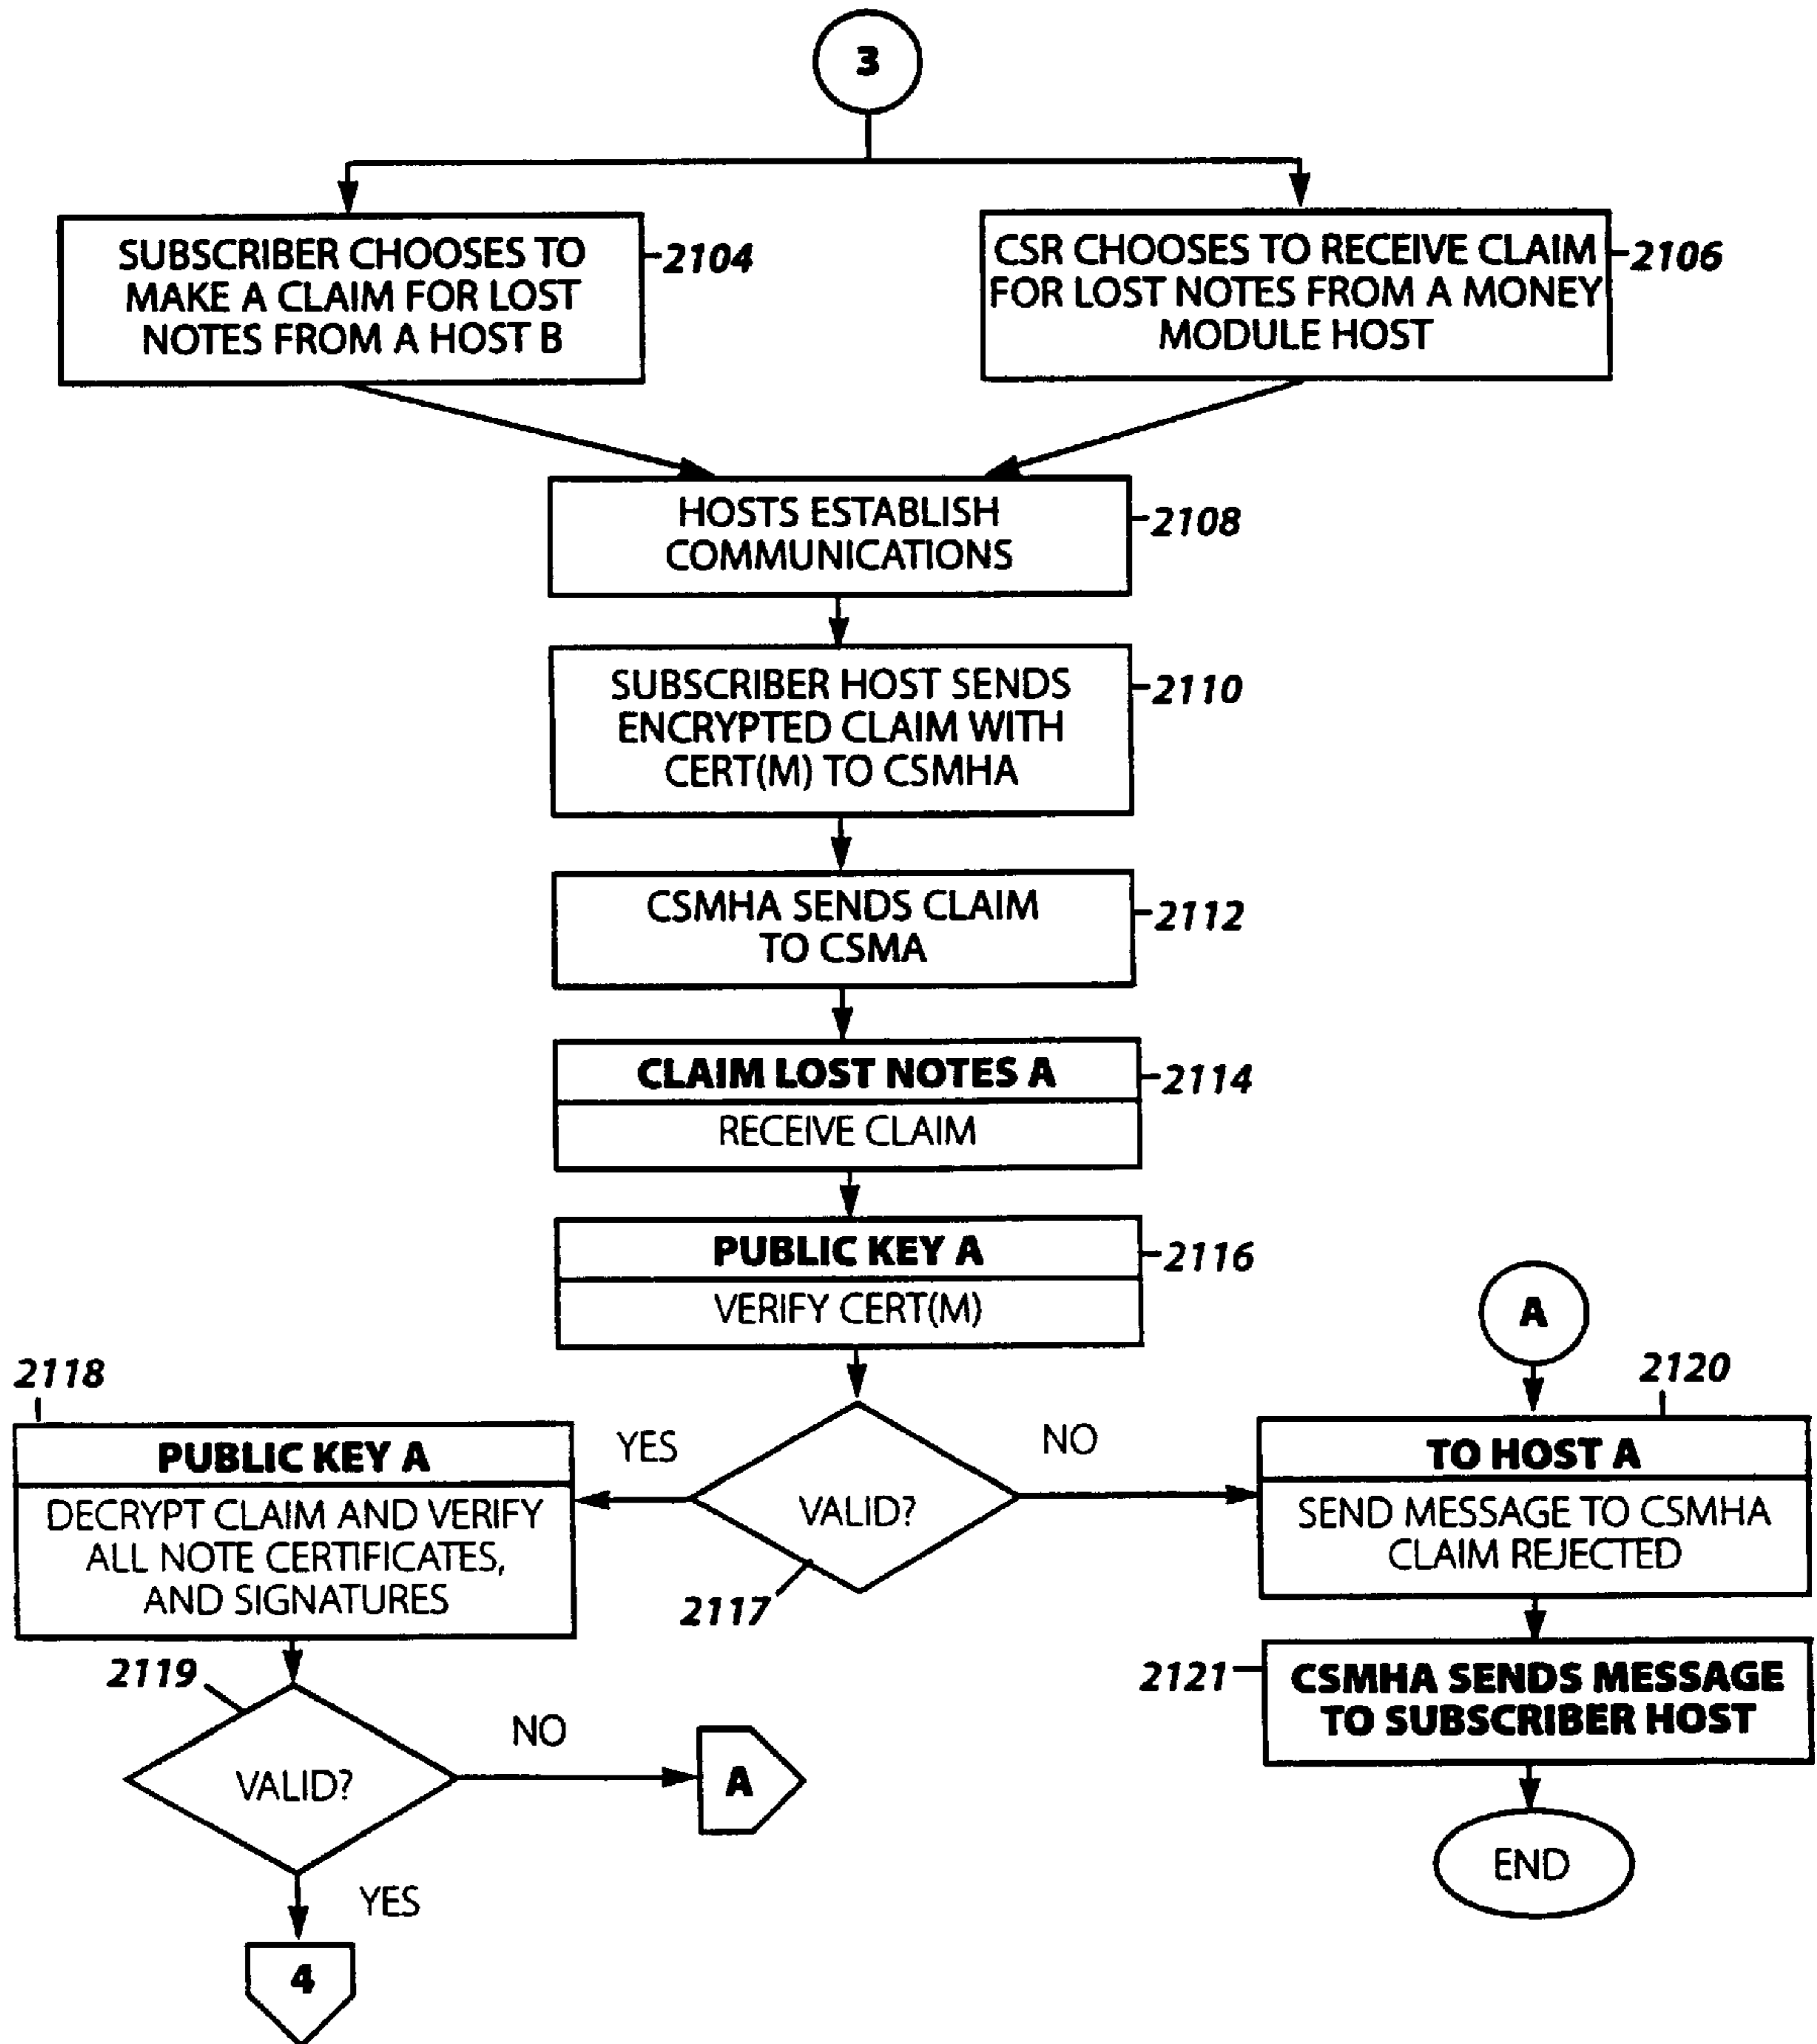 3
SUBSCRIBER CHOOSES TO
MAKE A CLAIM FOR LOST
NOTES FROM A HOST B
2104
CSR CHOOSES TO RECEIVE CLAIM
FOR LOST NOTES FROM A MONEY
MODULE HOST
2106
HOSTS ESTABLISH
COMMUNICATIONS
2108
SUBSCRIBER HOST SENDS
ENCRYPTED CLAIM WITH
CERT(M) TO CSMHA
2110
CSMHA SENDS CLAIM
TO CSMA
2112
CLAIM LOST NOTES A
2114
RECEIVE CLAIM
PUBLIC KEY A
2116
VERIFY CERT(M)
VALID?
2117
YES
NO
2118
PUBLIC KEY A
DECRYPT CLAIM AND VERIFY
ALL NOTE CERTIFICATES,
AND SIGNATURES
2119
VALID?
NO
A
YES
4
A
2120
TO HOST A
SEND MESSAGE TO CSMHA
CLAIM REJECTED
2121
CSMHA SENDS MESSAGE
TO SUBSCRIBER HOST
END